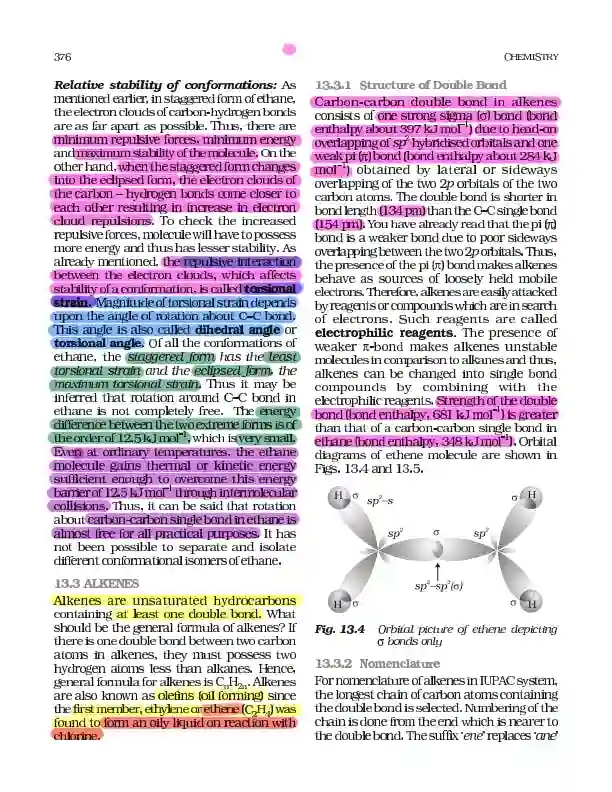 376
CHEMISTRY
Relative stability of conformations: As
mentioned earlier, in staggered form of ethane,
the electron clouds of carbon-hydrogen bonds
are as far apart as possible. Thus, there are
minimum repulsive forces, minimum energy
and maximum stability of the molecule. On the
other hand, when the staggered form changes
into the eclipsed form, the electron clouds of
the carbon – hydrogen bonds come closer to
each other resulting in increase in electron
cloud repulsions. To check the increased
repulsive forces, molecule will have to possess
more energy and thus has lesser stability. As
already mentioned, the repulsive interaction
between the electron clouds, which affects
stability of a conformation, is called torsional
strain. Magnitude of torsional strain depends
upon the angle of rotation about C–C bond.
This angle is also called dihedral angle or
torsional angle. Of all the conformations of
ethane, the staggered form has the least
torsional strain and the eclipsed form, the
maximum torsional strain. Thus it may be
inferred that rotation around C–C bond in
ethane is not completely free. The energy
difference between the two extreme forms is of
the order of 12.5 kJ mol⁻¹, which is very small.
Even at ordinary temperatures, the ethane
molecule gains thermal or kinetic energy
sufficient enough to overcome this energy
barrier of 12.5 kJ mol⁻¹ through intermolecular
collisions. Thus, it can be said that rotation
about carbon-carbon single bond in ethane is
almost free for all practical purposes. It has
not been possible to separate and isolate
different conformational isomers of ethane.
13.3 ALKENES
Alkenes are unsaturated hydrocarbons
containing at least one double bond. What
should be the general formula of alkenes? If
there is one double bond between two carbon
atoms in alkenes, they must possess two
hydrogen atoms less than alkanes. Hence,
general formula for alkenes is CₙH₂ₙ. Alkenes
are also known as olefins (oil forming) since
the first member, ethylene or ethene (C₂H₄) was
found to form an oily liquid on reaction with
chlorine.
13.3.1 Structure of Double Bond
Carbon-carbon double bond in alkenes
consists of one strong sigma (σ) bond (bond
enthalpy about 397 kJ mol⁻¹) due to head-on
overlapping of sp² hybridised orbitals and one
weak pi (π) bond (bond enthalpy about 284 kJ
mol⁻¹) obtained by lateral or sideways
overlapping of the two 2p orbitals of the two
carbon atoms. The double bond is shorter in
bond length (134 pm) than the C–C single bond
(154 pm). You have already read that the pi (π)
bond is a weaker bond due to poor sideways
overlapping between the two 2p orbitals. Thus,
the presence of the pi (π) bond makes alkenes
behave as sources of loosely held mobile
electrons. Therefore, alkenes are easily attacked
by reagents or compounds which are in search
of electrons. Such reagents are called
electrophilic reagents. The presence of
weaker π-bond makes alkenes unstable
molecules in comparison to alkanes and thus,
alkenes can be changed into single bond
compounds by combining with the
electrophilic reagents. Strength of the double
bond (bond enthalpy, 681 kJ mol⁻¹) is greater
than that of a carbon-carbon single bond in
ethane (bond enthalpy, 348 kJ mol⁻¹). Orbital
diagrams of ethene molecule are shown in
Figs. 13.4 and 13.5.
H σ sp²–s σ H
sp² σ sp²
sp²–sp²(σ)
H σ σ H
Fig. 13.4 Orbital picture of ethene depicting
σ bonds only
13.3.2 Nomenclature
For nomenclature of alkenes in IUPAC system,
the longest chain of carbon atoms containing
the double bond is selected. Numbering of the
chain is done from the end which is nearer to
the double bond. The suffix ‘ene’ replaces ‘ane’